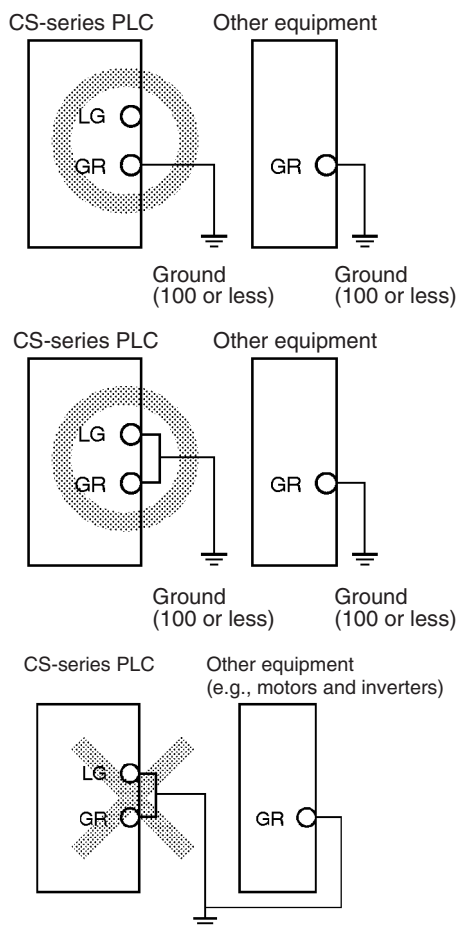 CS-series PLC Other equipment
LG
GR GR
Ground Ground
(100 or less) (100 or less)
CS-series PLC Other equipment
LG
GR GR
Ground Ground
(100 or less) (100 or less)
CS-series PLC Other equipment
(e.g., motors and inverters)
LG
GR GR